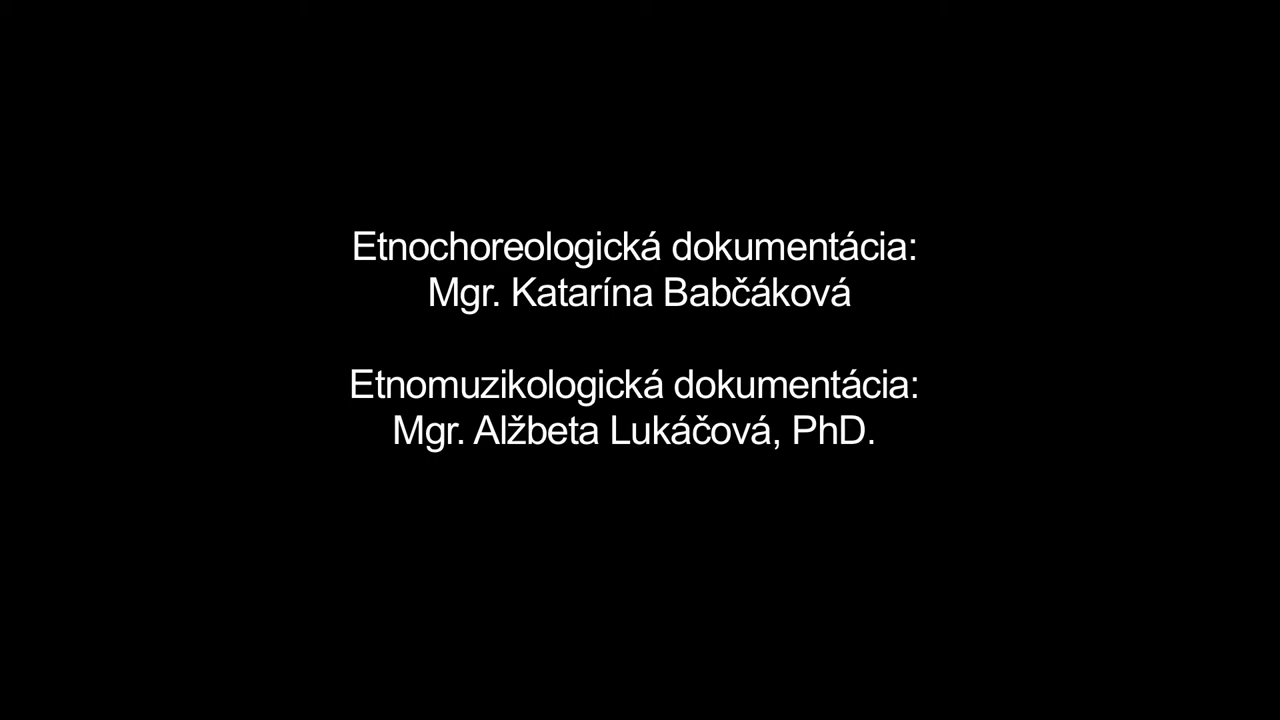 Etnochoreologická dokumentácia:
Mgr. Katarína Babčáková
Etnomuzikologická dokumentácia:
Mgr. Alžbeta Lukáčová, PhD.